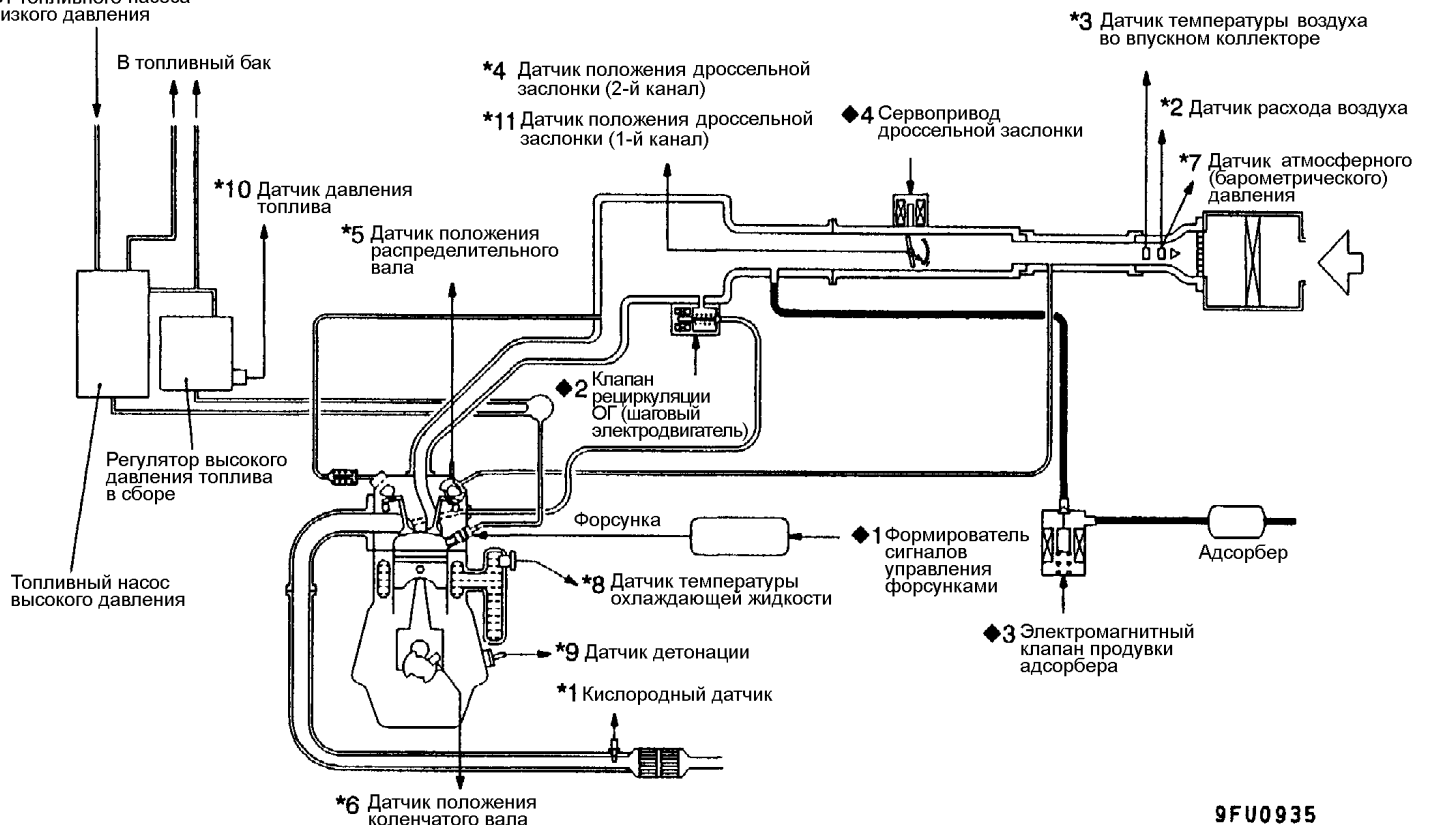 низкого давления
В топливный бак
*10 Датчик давления
топлива
*5 Датчик положения
распределительного
вала
*4 Датчик положения дроссельной
заслонки (2-й канал)
*11 Датчик положения дроссельной
заслонки (1-й канал)
◆4 Сервопривод
дроссельной заслонки
*3 Датчик температуры воздуха
во впускном коллекторе
*2 Датчик расхода воздуха
*7 Датчик атмосферного
(барометрического)
давления
◆2 Клапан
рециркуляции
ОГ (шаговый
электродвигатель)
Регулятор высокого
давления топлива
в сборе
Топливный насос
высокого давления
Форсунка
◆1 Формирователь
сигналов
управления
форсунками
Адсорбер
*8 Датчик температуры
охлаждающей жидкости
◆3 Электромагнитный
клапан продувки
адсорбера
*9 Датчик детонации
*1 Кислородный датчик
*6 Датчик положения
коленчатого вала
9FU0935